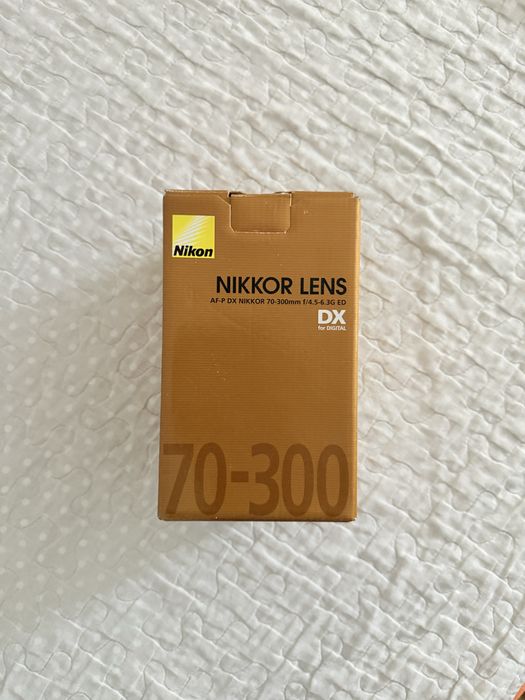 Nikon
NIKKOR LENS
AF-P DX NIKKOR 70-300mm f/4.5-6.3G ED
DX
for DIGITAL
70-300